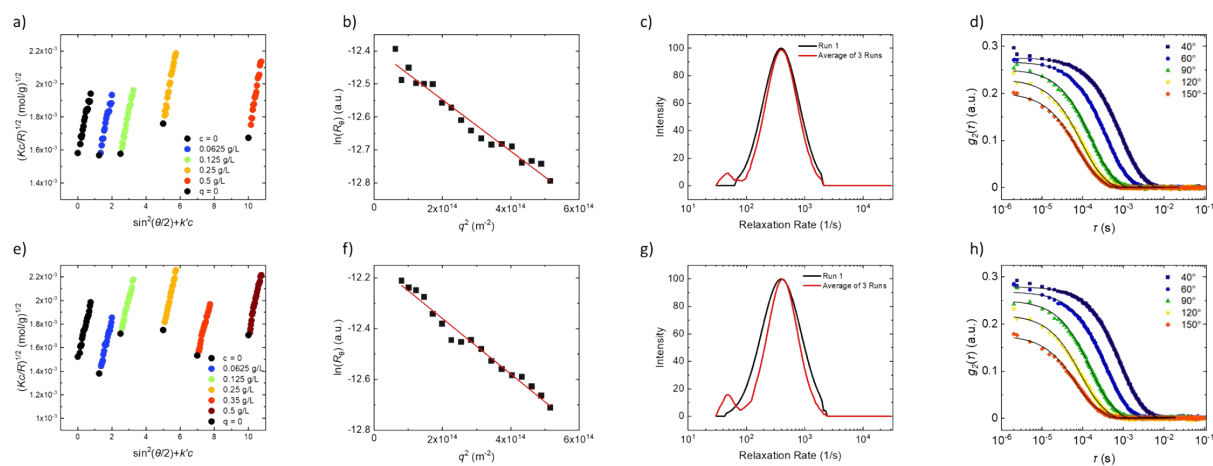 a)
(Kc/R)^1/2 (mol/g)^1/2
2.2x10⁻³
2.0x10⁻³
1.8x10⁻³
1.6x10⁻³
1.4x10⁻³
c = 0
0.0625 g/L
0.125 g/L
0.25 g/L
0.5 g/L
q = 0
0 2 4 6 8 10
sin²(θ/2)+k'c
b)
ln(R_θ) (a.u.)
-12.4
-12.5
-12.6
-12.7
-12.8
0 2x10¹⁴ 4x10¹⁴ 6x10¹⁴
q² (m⁻²)
c)
Intensity
100
80
60
40
20
0
Run 1
Average of 3 Runs
10¹ 10² 10³ 10⁴
Relaxation Rate (1/s)
d)
g₂(τ) (a.u.)
0.3
0.2
0.1
0
40°
60°
90°
120°
150°
10⁻⁶ 10⁻⁵ 10⁻⁴ 10⁻³ 10⁻² 10⁻¹
τ (s)
e)
(Kc/R)^1/2 (mol/g)^1/2
2.2x10⁻³
2.0x10⁻³
1.8x10⁻³
1.6x10⁻³
1.4x10⁻³
1.2x10⁻³
1x10⁻³
c = 0
0.0625 g/L
0.125 g/L
0.25 g/L
0.35 g/L
0.5 g/L
q = 0
0 2 4 6 8 10
sin²(θ/2)+k'c
f)
ln(R_θ) (a.u.)
-12.2
-12.4
-12.6
-12.8
0 2x10¹⁴ 4x10¹⁴ 6x10¹⁴
q² (m⁻²)
g)
Intensity
100
80
60
40
20
0
Run 1
Average of 3 Runs
10¹ 10² 10³ 10⁴
Relaxation Rate (1/s)
h)
g₂(τ) (a.u.)
0.3
0.2
0.1
0.0
40°
60°
90°
120°
150°
10⁻⁶ 10⁻⁵ 10⁻⁴ 10⁻³ 10⁻² 10⁻¹
τ (s)